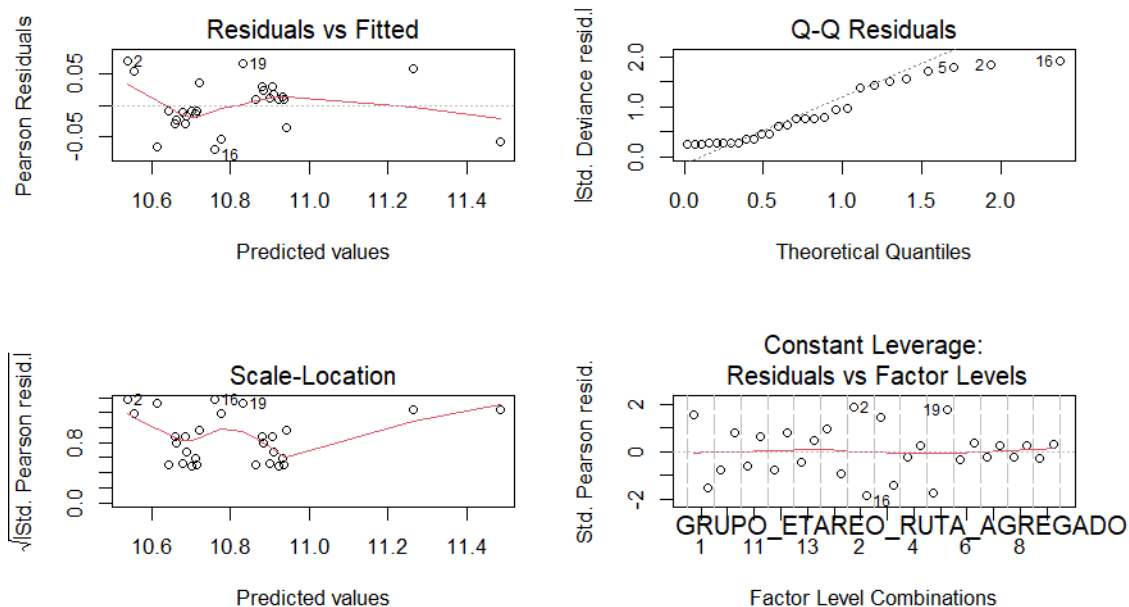 Residuals vs Fitted
Pearson Residuals
0.05
-0.05
2
19
16
10.6 10.8 11.0 11.2 11.4
Predicted values
Q-Q Residuals
|Std. Deviance resid.|
2.0
1.0
0.0
5
2
16
0.0 0.5 1.0 1.5 2.0
Theoretical Quantiles
Scale-Location
√|Std. Pearson resid.|
0.8
0.0
2
16
19
10.6 10.8 11.0 11.2 11.4
Predicted values
Constant Leverage:
Residuals vs Factor Levels
Std. Pearson resid.
2
0
-2
2
19
16
GRUPO_ETAREO_RUTA_AGREGADO
1 11 13 2 4 6 8
Factor Level Combinations